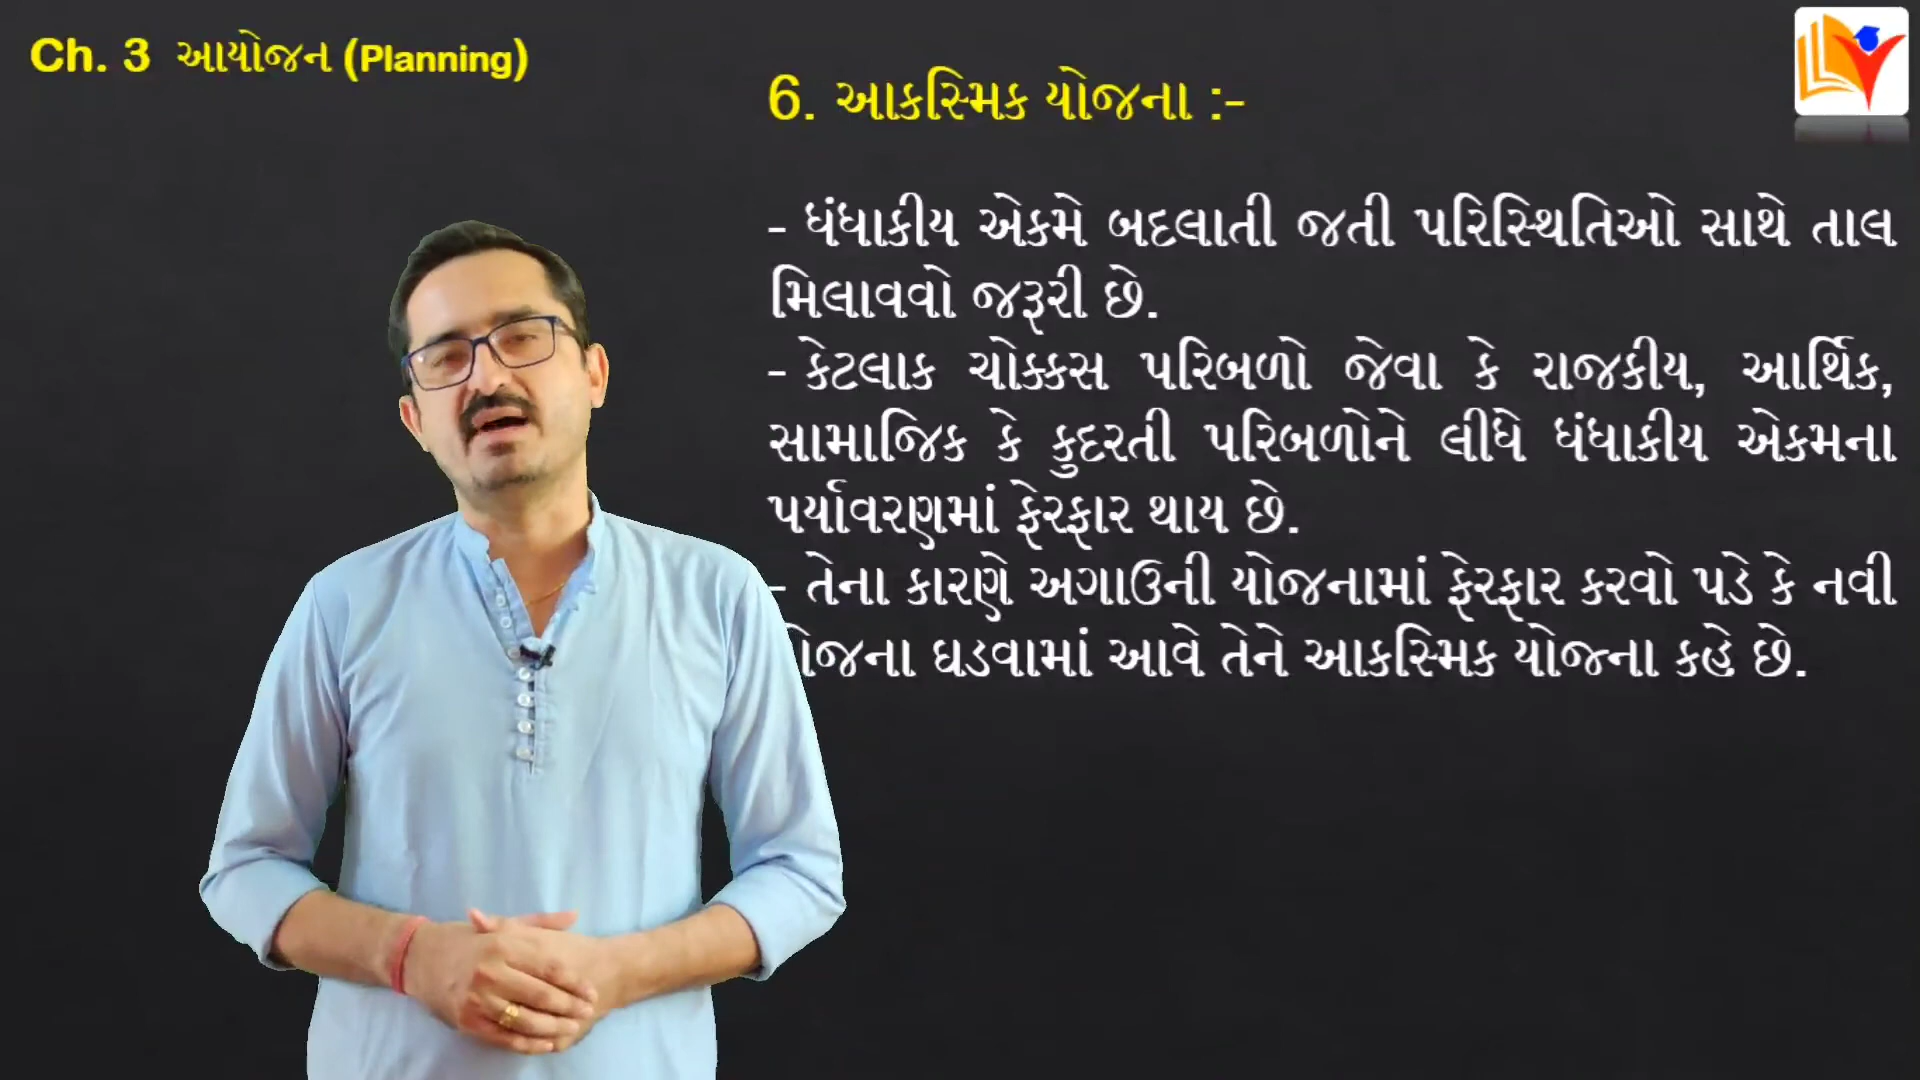 Ch. 3 આયોજન (Planning)
6. આકસ્મિક યોજના :-
- ધંધાકીય એકમે બદલાતી જતી પરિસ્થિતિઓ સાથે તાલ
મિલાવવો જરૂરી છે.
- કેટલાક ચોક્કસ પરિબળો જેવા કે રાજકીય, આર્થિક,
સામાજિક કે કુદરતી પરિબળોને લીધે ધંધાકીય એકમના
પર્યાવરણમાં ફેરફાર થાય છે.
- તેના કારણે અગાઉની યોજનામાં ફેરફાર કરવો પડે કે નવી
ઘડવામાં આવે તેને આકસ્મિક યોજના કહે છે.